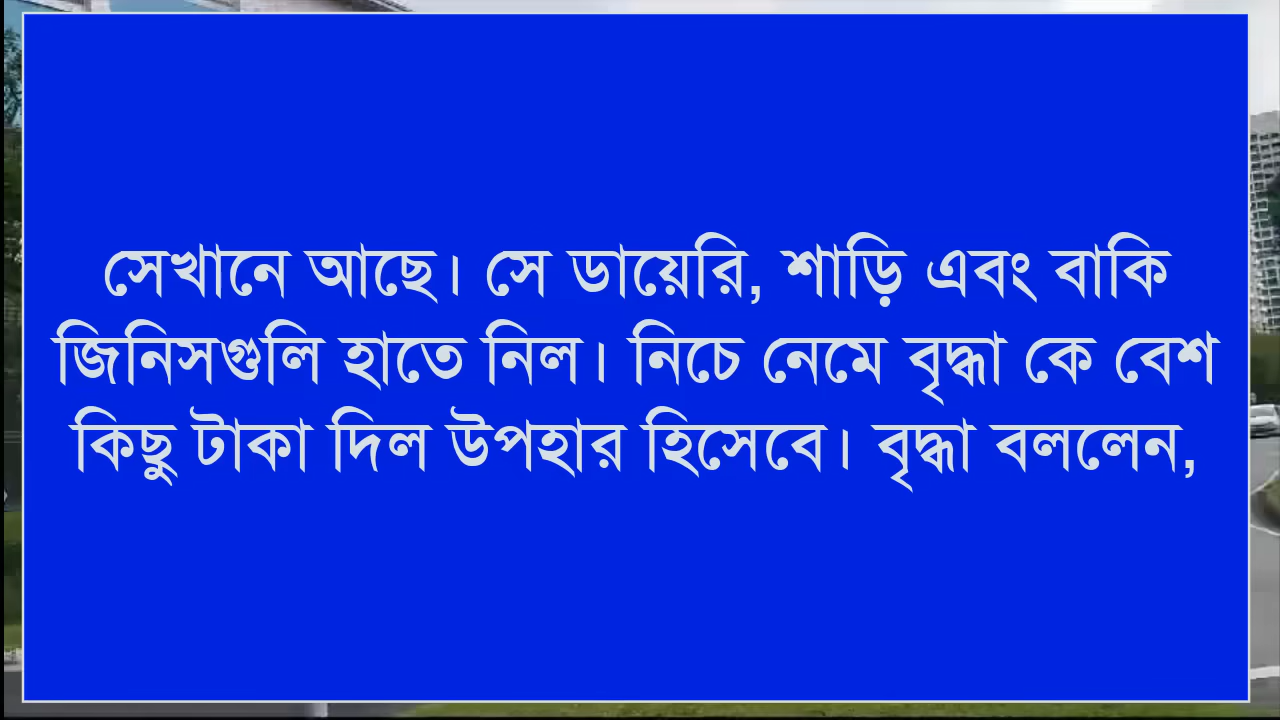 সেখানে আছে। সে ডায়েরি, শাড়ি এবং বাকি
জিনিসগুলি হাতে নিল। নিচে নেমে বৃদ্ধা কে বেশ
কিছু টাকা দিল উপহার হিসেবে। বৃদ্ধা বললেন,